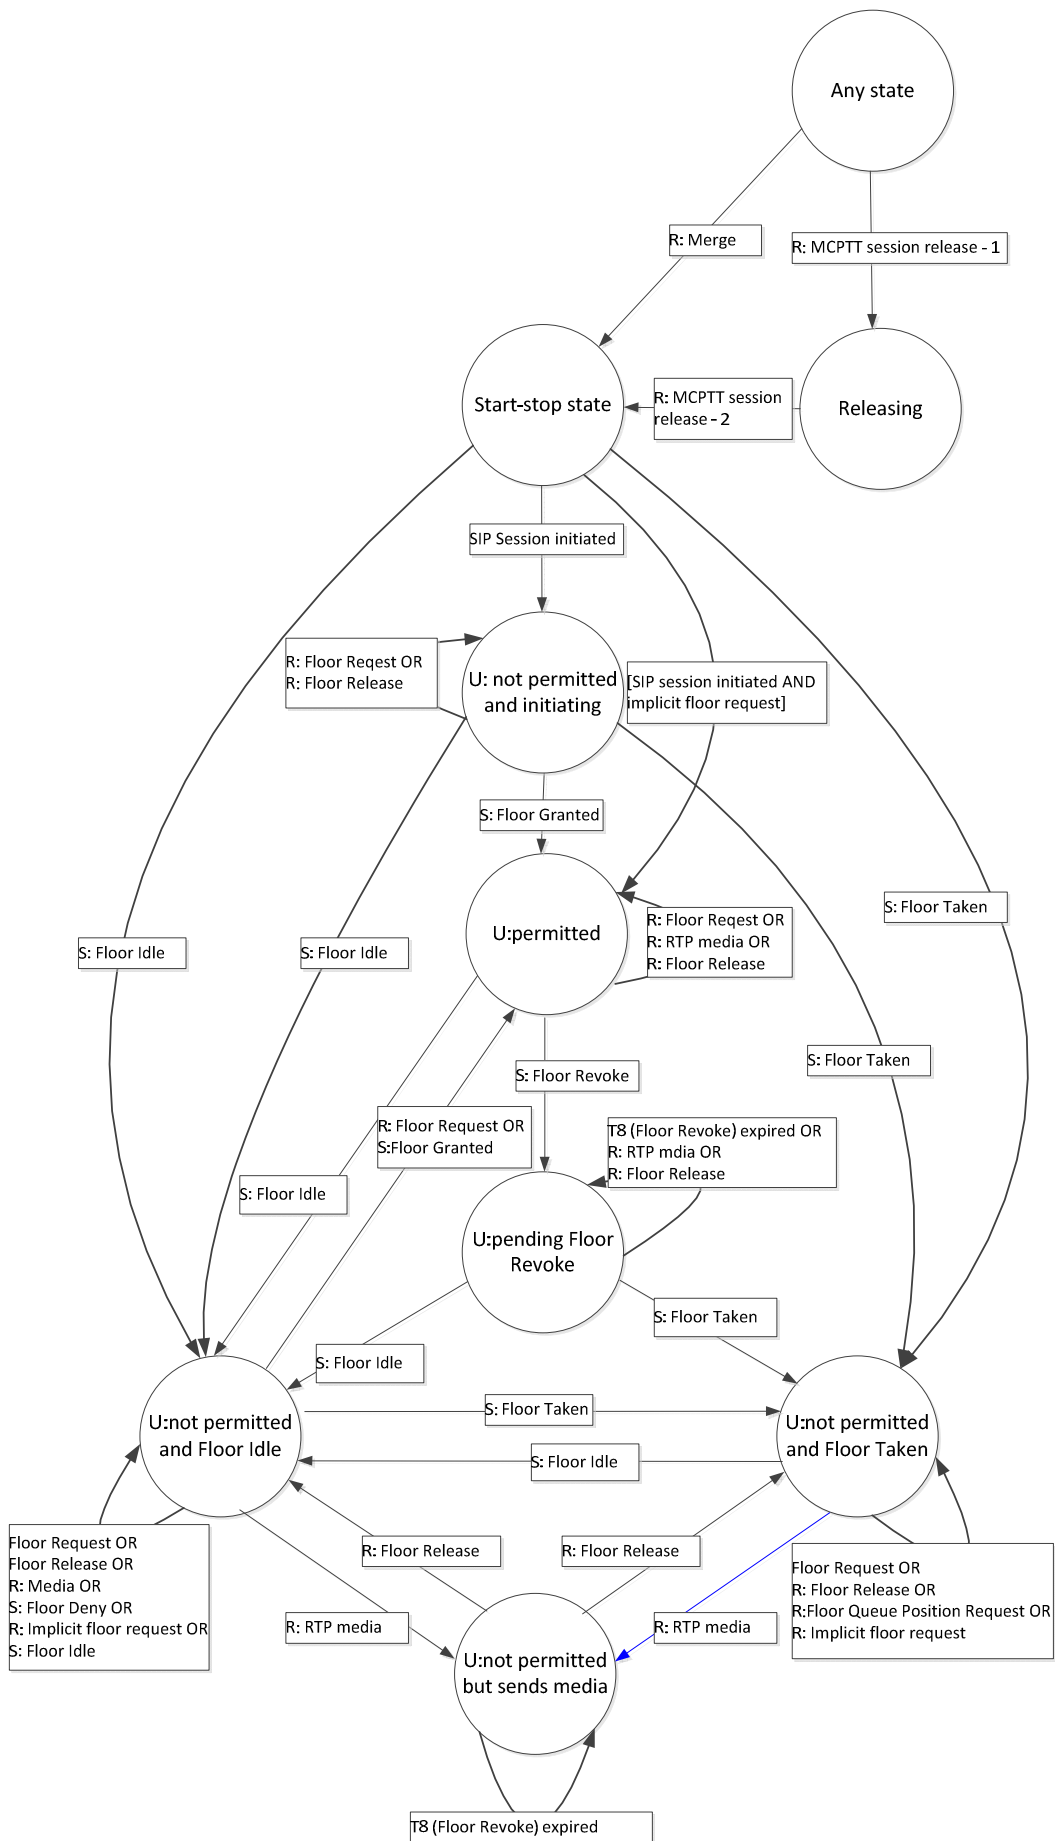 Any state
R: Merge
R: MCPTT session release - 1
Start-stop state
R: MCPTT session
release - 2
Releasing
SIP Session initiated
R: Floor Reqest OR
R: Floor Release
U: not permitted
and initiating
[SIP session initiated AND
implicit floor request]
S: Floor Granted
S: Floor Taken
U:permitted
R: Floor Reqest OR
R: RTP media OR
R: Floor Release
S: Floor Idle
S: Floor Idle
S: Floor Taken
S: Floor Revoke
R: Floor Request OR
S:Floor Granted
T8 (Floor Revoke) expired OR
R: RTP mdia OR
R: Floor Release
S: Floor Idle
U:pending Floor
Revoke
S: Floor Taken
S: Floor Idle
U:not permitted
and Floor Idle
S: Floor Taken
U:not permitted
and Floor Taken
S: Floor Idle
Floor Request OR
Floor Release OR
R: Media OR
S: Floor Deny OR
R: Implicit floor request OR
S: Floor Idle
R: Floor Release
R: Floor Release
Floor Request OR
R: Floor Release OR
R:Floor Queue Position Request OR
R: Implicit floor request
R: RTP media
R: RTP media
U:not permitted
but sends media
T8 (Floor Revoke) expired